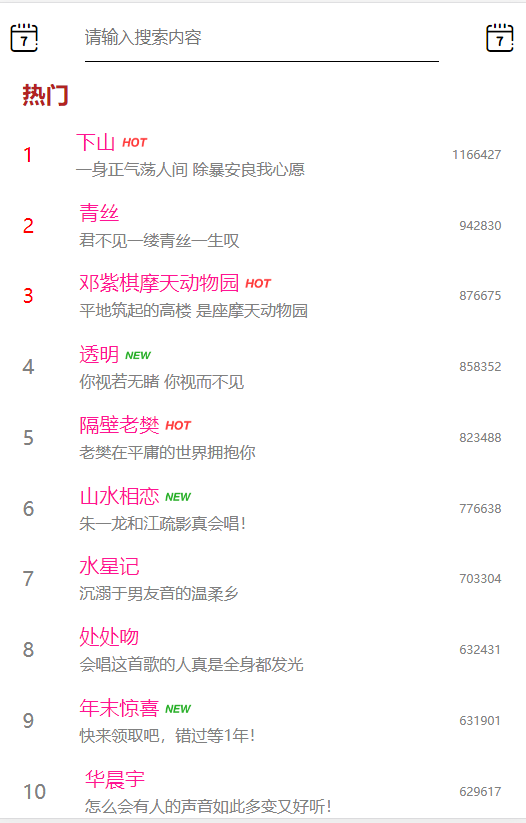 7 请输入搜索内容 7
热门
1 下山 HOT 1166427
一身正气荡人间 除暴安良我心愿
2 青丝 942830
君不见一缕青丝一生叹
3 邓紫棋摩天动物园 HOT 876675
平地筑起的高楼 是座摩天动物园
4 透明 NEW 858352
你视若无睹 你视而不见
5 隔壁老樊 HOT 823488
老樊在平庸的世界拥抱你
6 山水相恋 NEW 776638
朱一龙和江疏影真会唱!
7 水星记 703304
沉溺于男友音的温柔乡
8 处处吻 632431
会唱这首歌的人真是全身都发光
9 年末惊喜 NEW 631901
快来领取吧，错过等1年!
10 华晨宇 629617
怎么会有人的声音如此多变又好听!